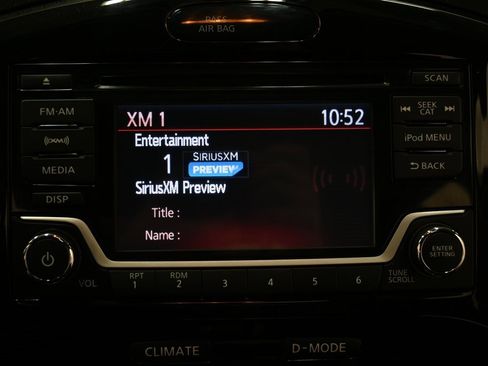 PASS
AIR BAG
SCAN
FM·AM
XM 1 10:52
SEEK
CAT
Entertainment
XM
1 SIRIUSXM
PREVIEW
iPod MENU
MEDIA
SiriusXM Preview
BACK
DISP
Title :
Name :
ENTER
SETTING
VOL
RPT
1
RDM
2
3
4
5
6
TUNE
SCROLL
CLIMATE
D-MODE